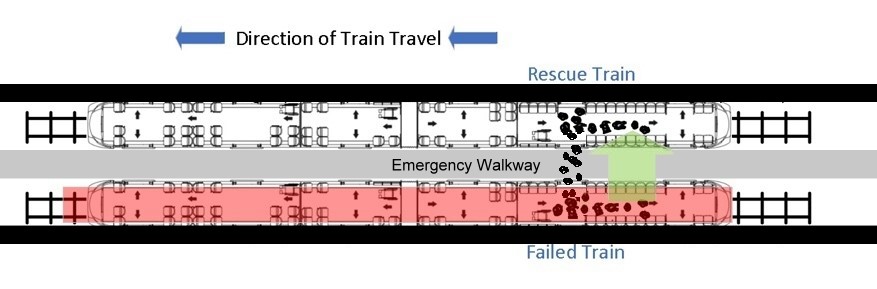 Direction of Train Travel
Rescue Train
Emergency Walkway
Failed Train